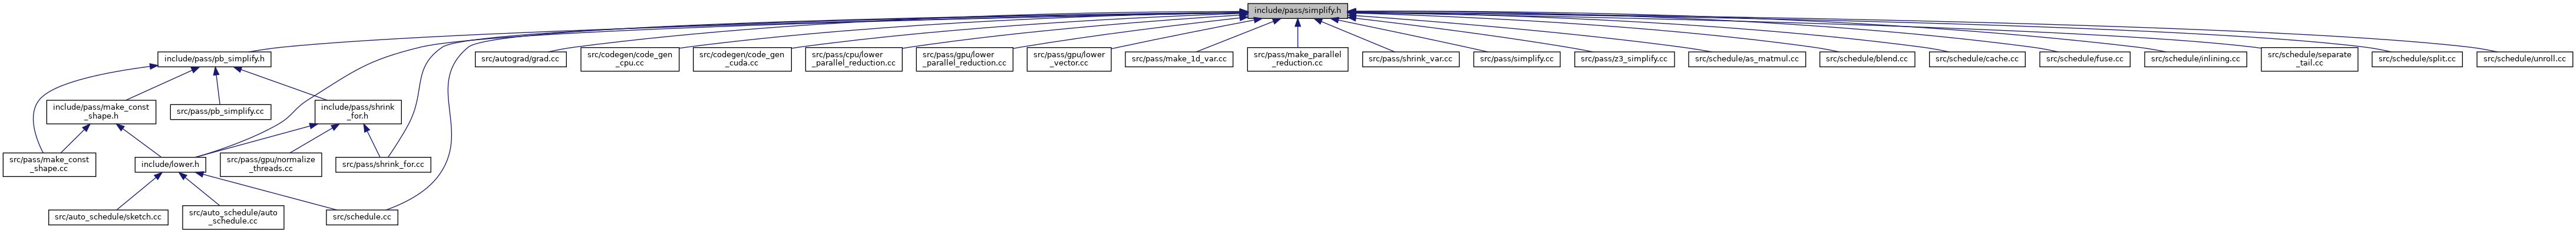 include/pass/simplify.h
include/pass/pb_simplify.h
src/autograd/grad.cc
src/codegen/code_gen
_cpu.cc
src/codegen/code_gen
_cuda.cc
src/pass/cpu/lower
_parallel_reduction.cc
src/pass/gpu/lower
_parallel_reduction.cc
src/pass/gpu/lower
_vector.cc
src/pass/make_1d_var.cc
src/pass/make_parallel
_reduction.cc
src/pass/shrink_var.cc
src/pass/simplify.cc
src/pass/z3_simplify.cc
src/schedule/as_matmul.cc
src/schedule/blend.cc
src/schedule/cache.cc
src/schedule/fuse.cc
src/schedule/inlining.cc
src/schedule/separate
_tail.cc
src/schedule/split.cc
src/schedule/unroll.cc
include/pass/make_const
_shape.h
src/pass/pb_simplify.cc
include/pass/shrink
_for.h
src/pass/make_const
_shape.cc
include/lower.h
src/pass/gpu/normalize
_threads.cc
src/pass/shrink_for.cc
src/auto_schedule/sketch.cc
src/auto_schedule/auto
_schedule.cc
src/schedule.cc